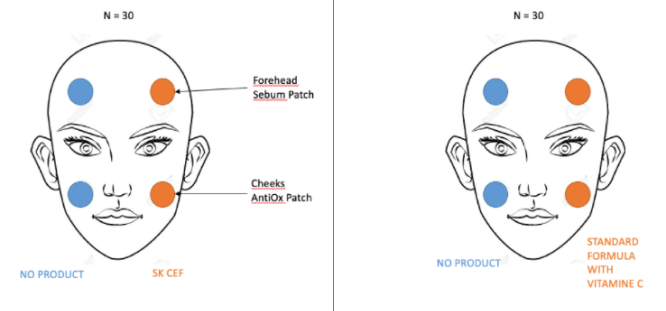 N = 30
Forehead
Sebum Patch
Cheeks
AntiOx Patch
NO PRODUCT
SK CEF
N = 30
NO PRODUCT
STANDARD
FORMULA
WITH
VITAMINE C